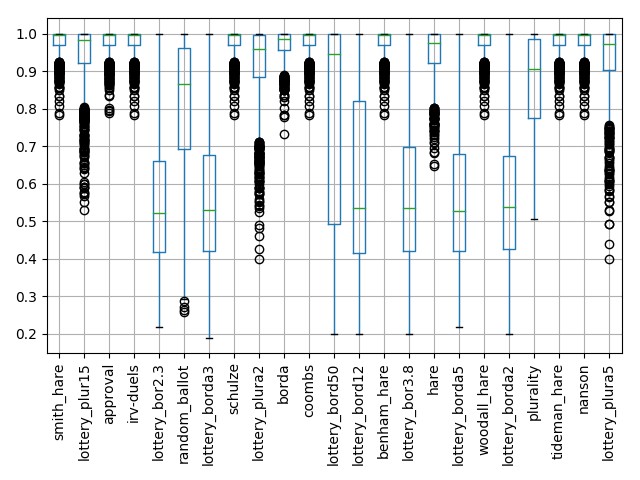 1.0
0.9
0.8
0.7
0.6
0.5
0.4
0.3
0.2
smith_hare
lottery_plur15
approval
irv-duels
lottery_bor2.3
random_ballot
lottery_borda3
schulze
lottery_plura2
borda
coombs
lottery_bord50
lottery_bord12
benham_hare
lottery_bor3.8
hare
lottery_borda5
woodall_hare
lottery_borda2
plurality
tideman_hare
nanson
lottery_plura5